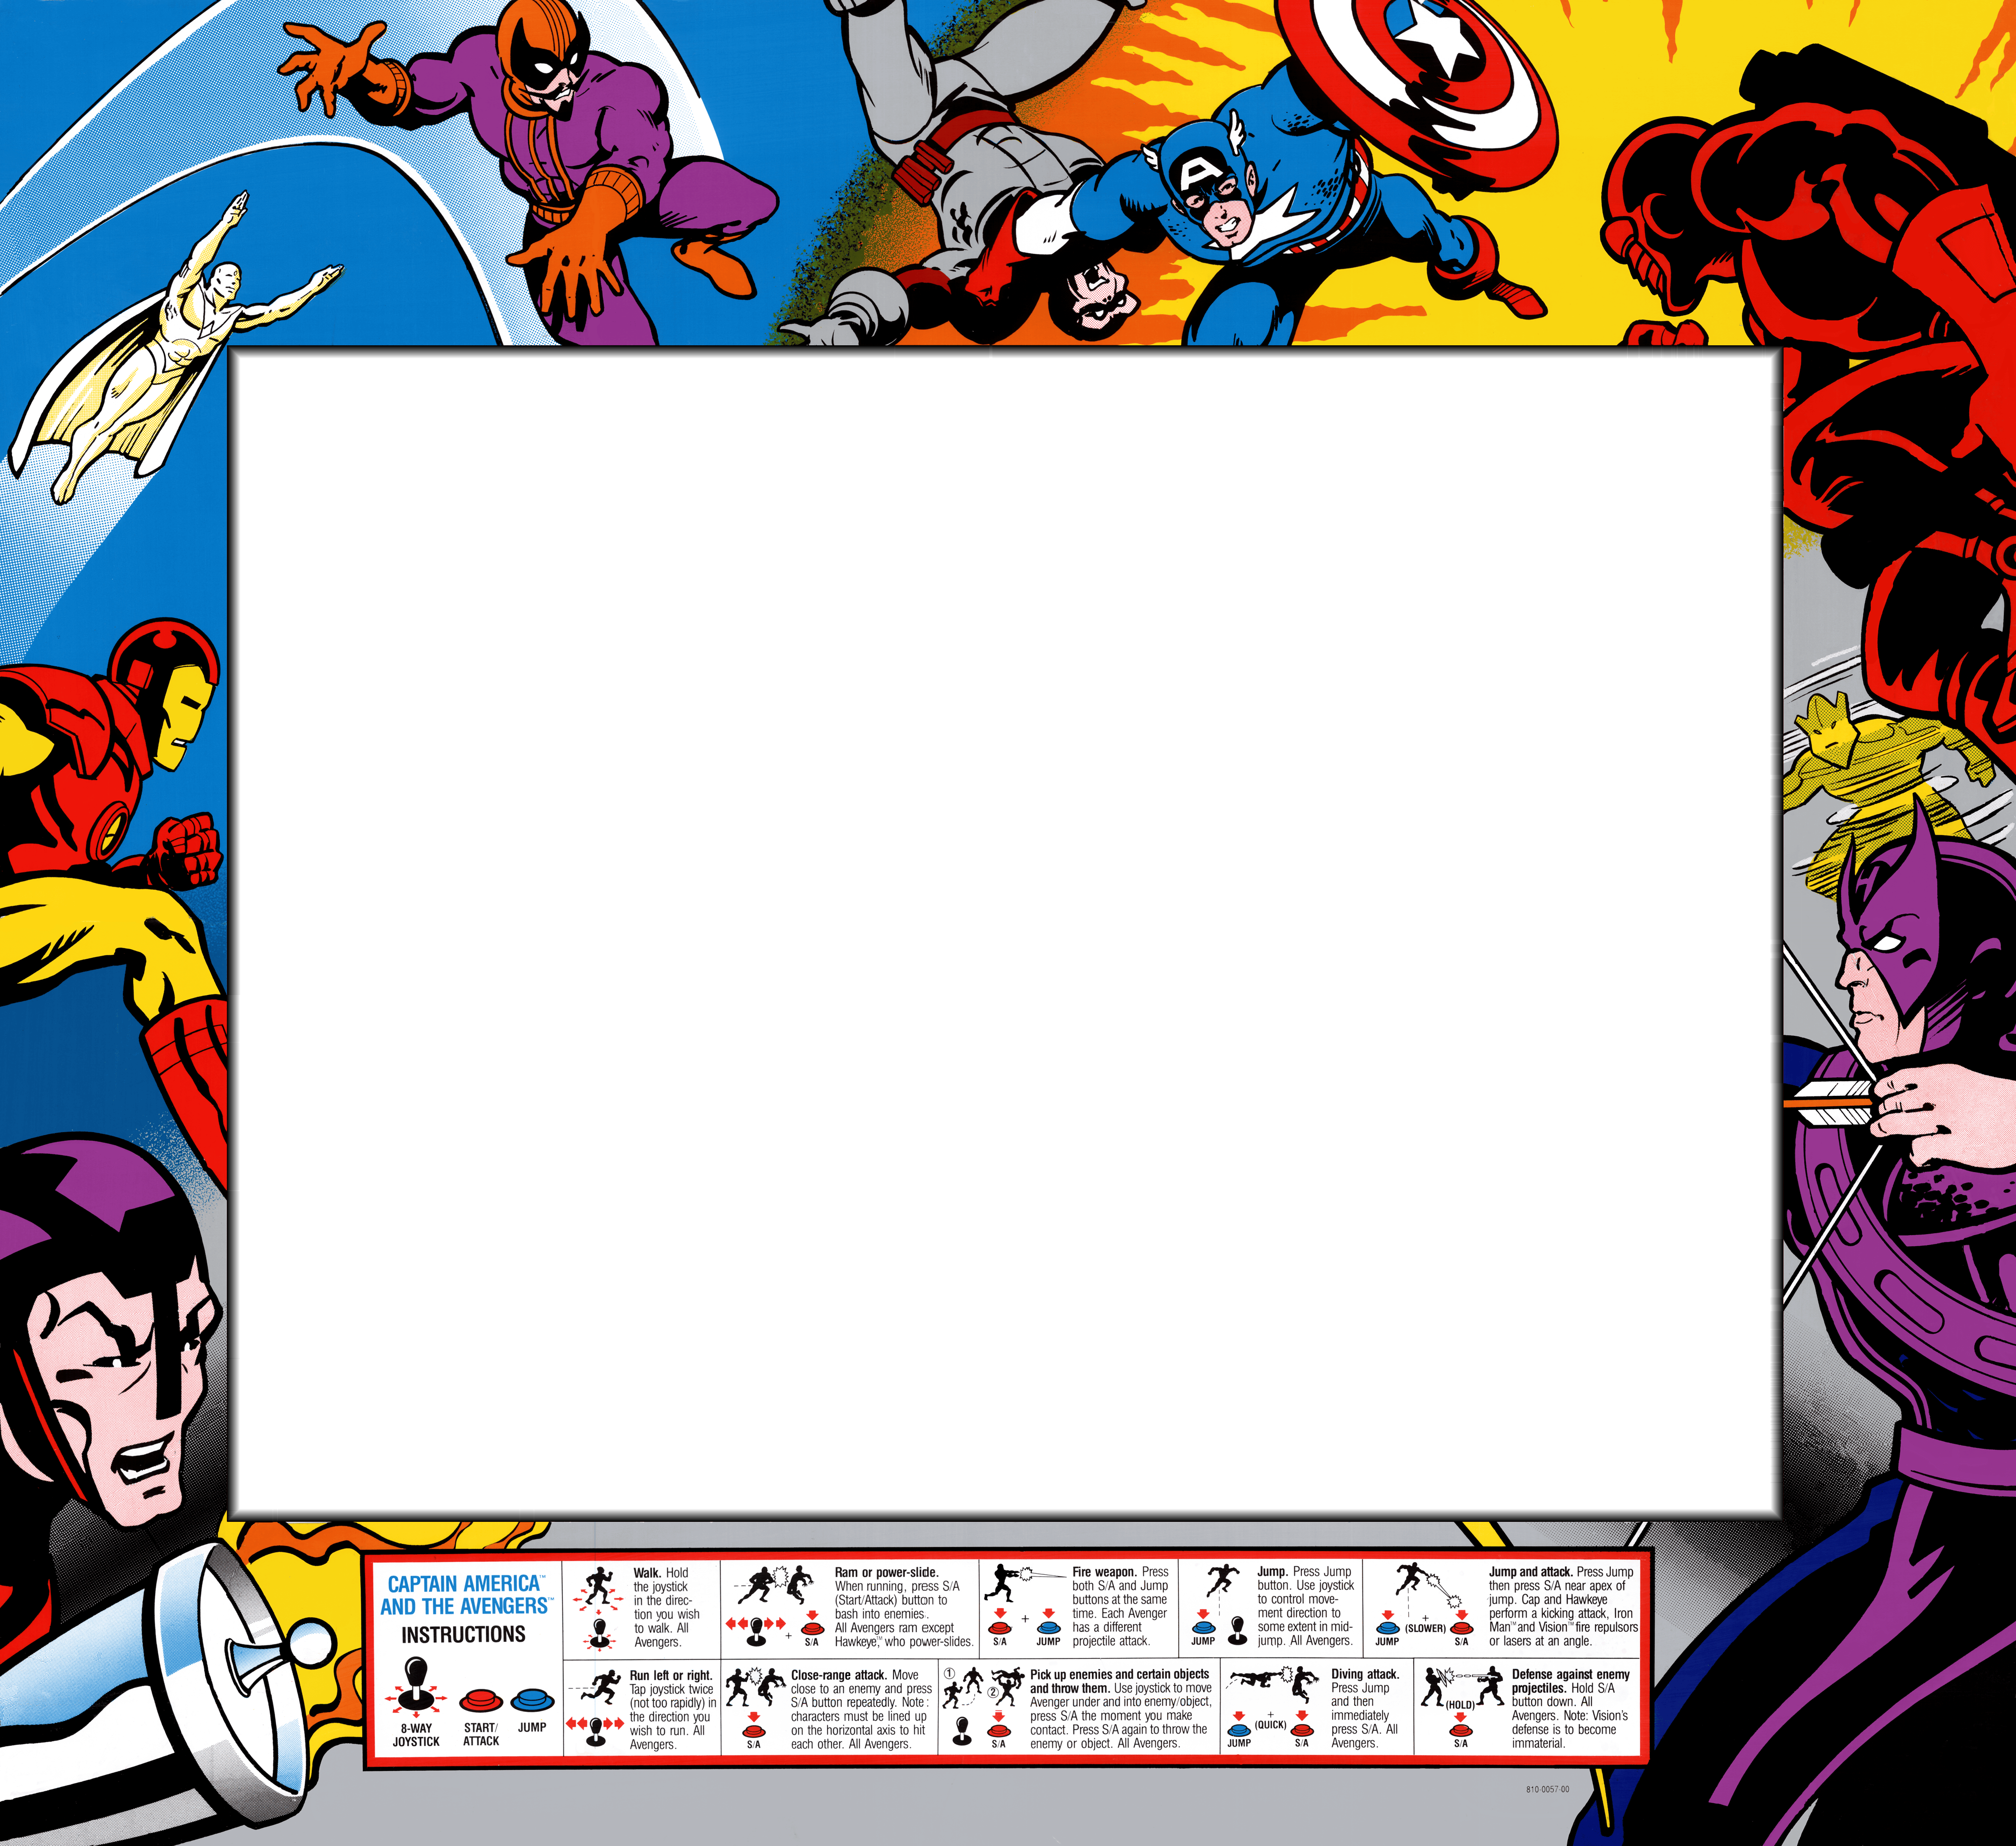 A
H
CAPTAIN AMERICA™
AND THE AVENGERS™
INSTRUCTIONS
8-WAY
JOYSTICK
START/
ATTACK
JUMP
Walk. Hold
the joystick
in the direc-
tion you wish
to walk. All
Avengers.
Ram or power-slide.
When running, press S/A
(Start/Attack) button to
bash into enemies.
All Avengers ram except
Hawkeye,™ who power-slides.
+
S/A
Fire weapon. Press
both S/A and Jump
buttons at the same
time. Each Avenger
has a different
projectile attack.
+
S/A
JUMP
Jump. Press Jump
button. Use joystick
to control move-
ment direction to
some extent in mid-
jump. All Avengers.
JUMP
Jump and attack. Press Jump
then press S/A near apex of
jump. Cap and Hawkeye
perform a kicking attack, Iron
Man™ and Vision™ fire repulsors
or lasers at an angle.
+
(SLOWER)
JUMP
S/A
Run left or right.
Tap joystick twice
(not too rapidly) in
the direction you
wish to run. All
Avengers.
Close-range attack. Move
close to an enemy and press
S/A button repeatedly. Note:
characters must be lined up
on the horizontal axis to hit
each other. All Avengers.
S/A
1
2
Pick up enemies and certain objects
and throw them. Use joystick to move
Avenger under and into enemy/object,
press S/A the moment you make
contact. Press S/A again to throw the
enemy or object. All Avengers.
S/A
Diving attack.
Press Jump
and then
immediately
press S/A. All
Avengers.
+
(QUICK)
JUMP
S/A
Defense against enemy
projectiles. Hold S/A
button down. All
Avengers. Note: Vision's
defense is to become
immaterial.
(HOLD)
S/A
810-0057-00